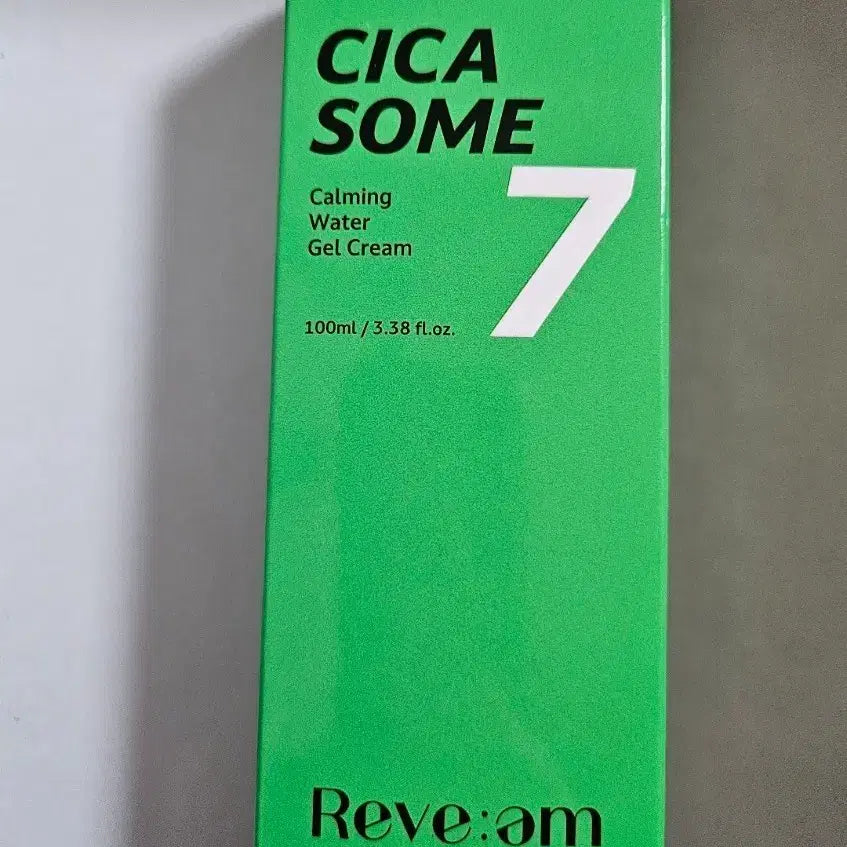 CICA
SOME
7
Calming
Water
Gel Cream
100ml / 3.38 fl.oz.
Reve:am